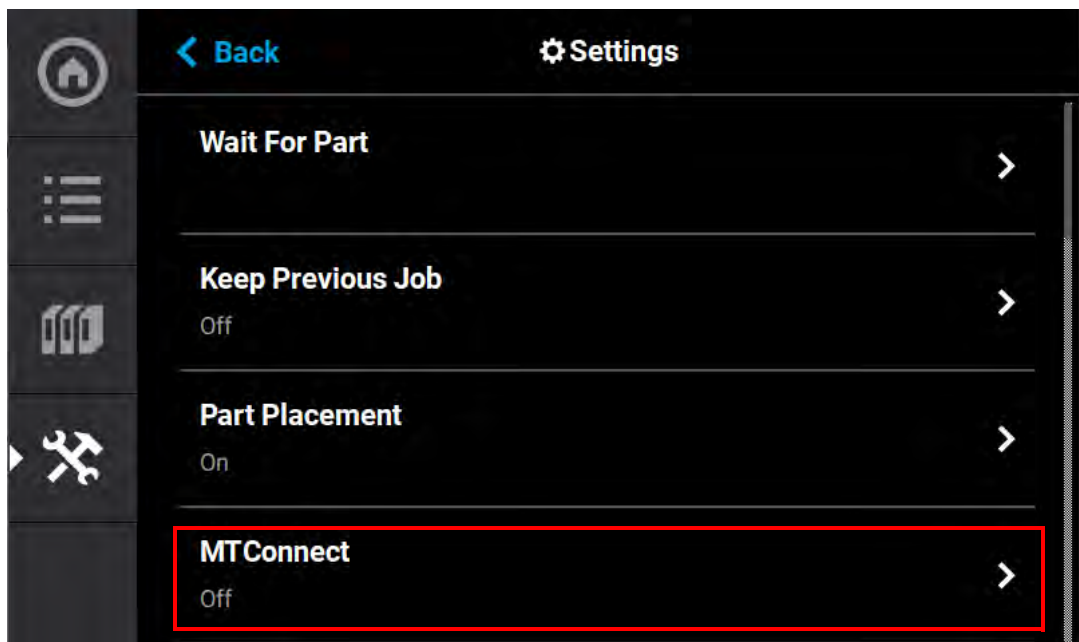 Back
Settings
Wait For Part
Keep Previous Job
Off
Part Placement
On
MTConnect
Off